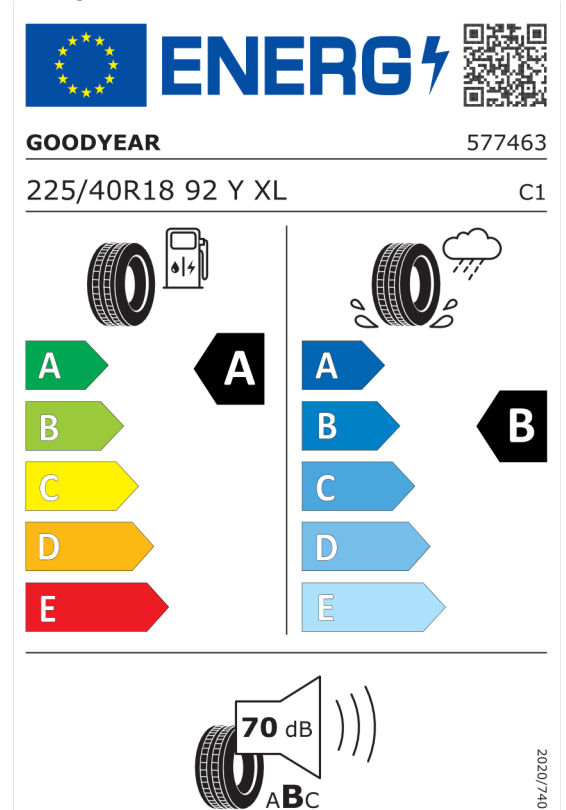 ENERG
GOODYEAR 577463
225/40R18 92 Y XL C1
A A A
B B B
C C
D D
E E
70 dB
ABC
2020/740